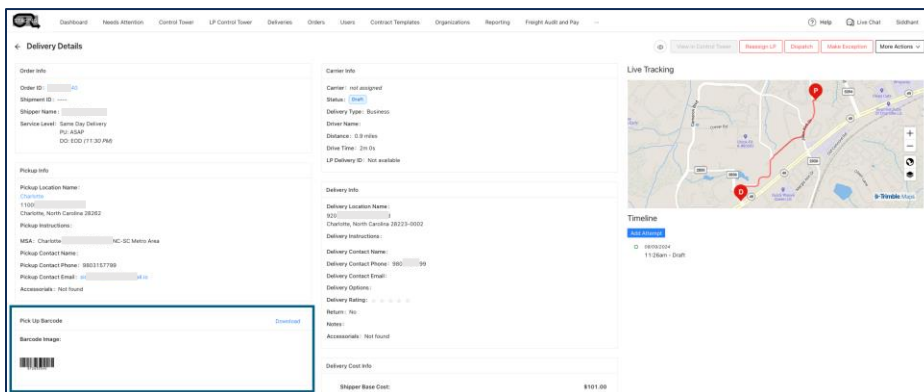 Dashboard Needs Attention Control Tower LP Control Tower Deliveries Orders Users Contract Templates Organizations Reporting Freight Audit and Pay ··· Help Live Chat Siddhant
← Delivery Details
View in Control Tower Reassign LP Dispatch Make Exception More Actions
Order Info
Order ID:
Shipment ID: ----
Shipper Name:
Service Level: Same Day Delivery
PU: ASAP
DO: EOD (11:30 PM)
Pickup Info
Pickup Location Name:
Charlotte
1100
Charlotte, North Carolina 28262
Pickup Instructions:
MSA: Charlotte NC-SC Metro Area
Pickup Contact Name:
Pickup Contact Phone: 9803157799
Pickup Contact Email:
Accessorials: Not found
Pick Up Barcode Download
Barcode Image:
Carrier Info
Carrier: not assigned
Status: Draft
Delivery Type: Business
Driver Name:
Distance: 0.9 miles
Drive Time: 2m 0s
LP Delivery ID: Not available
Delivery Info
Delivery Location Name:
920
Charlotte, North Carolina 28223-0002
Delivery Instructions:
Delivery Contact Name:
Delivery Contact Phone: 980 99
Delivery Contact Email:
Delivery Options:
Delivery Rating:
Return: No
Notes:
Accessorials: Not found
Delivery Cost Info
Shipper Base Cost: $101.00
Live Tracking
P
D
Trimble Maps
Timeline
Add Attempt
08/09/2024
11:26am - Draft